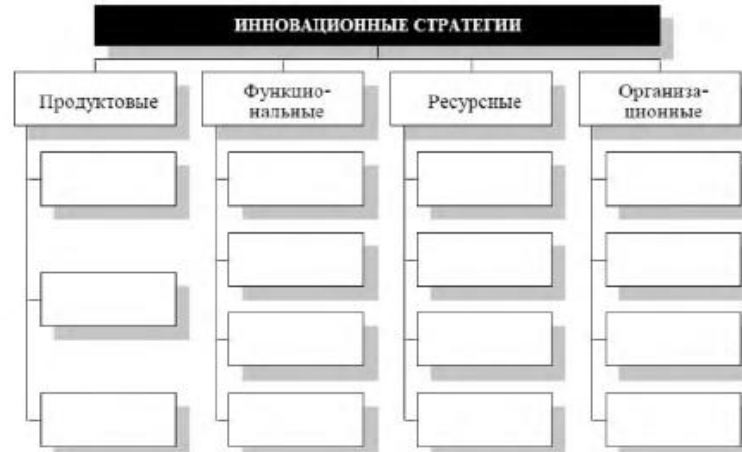 ИННОВАЦИОННЫЕ СТРАТЕГИИ
Продуктовые
Функцио-
нальные
Ресурсные
Организа-
ционные